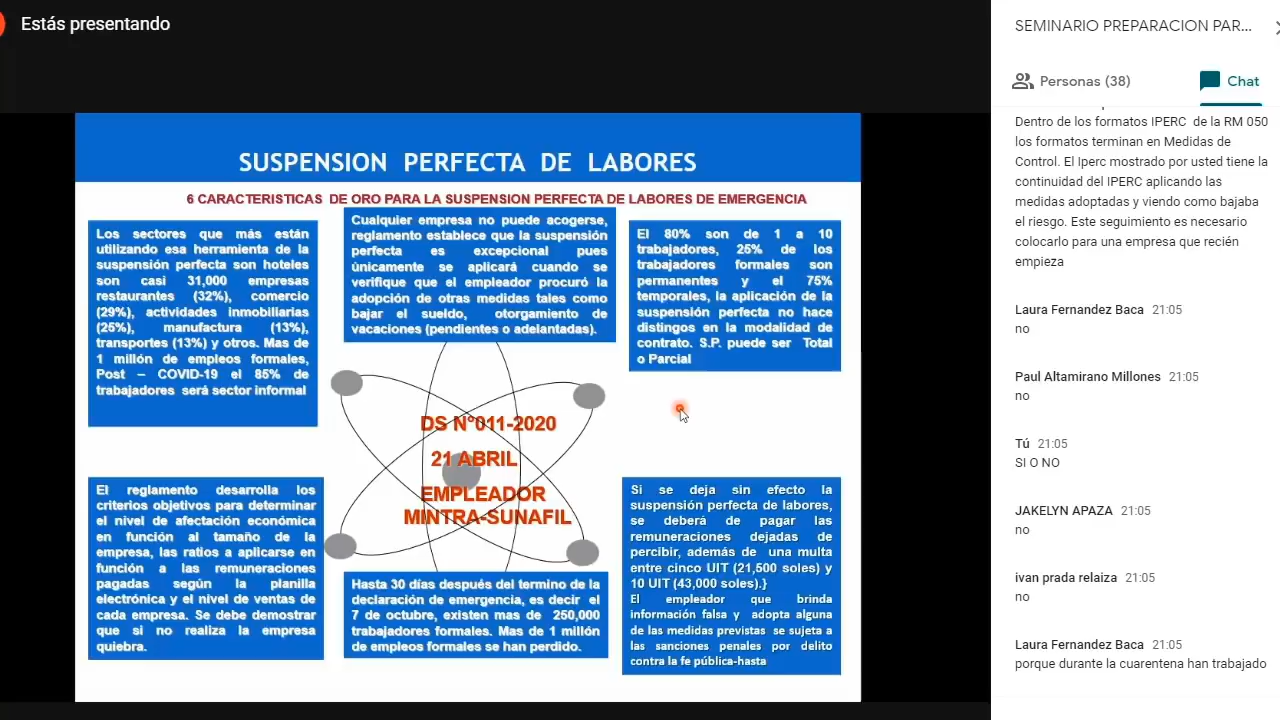 Estás presentando
SUSPENSION PERFECTA DE LABORES
6 CARACTERISTICAS DE ORO PARA LA SUSPENSION PERFECTA DE LABORES DE EMERGENCIA
Los sectores que más están
utilizando esa herramienta de la
suspensión perfecta son hoteles
son casi 31,000 empresas
restaurantes (32%), comercio
(29%), actividades inmobiliarias
(25%), manufactura (13%),
transportes (13%) y otros. Mas de
1 millón de empleos formales,
Post – COVID-19 el 85% de
trabajadores será sector informal
Cualquier empresa no puede acogerse,
reglamento establece que la suspensión
perfecta es excepcional pues
únicamente se aplicará cuando se
verifique que el empleador procuró la
adopción de otras medidas tales como
bajar el sueldo, otorgamiento de
vacaciones (pendientes o adelantadas).
El 80% son de 1 a 10
trabajadores, 25% de los
trabajadores formales son
permanentes y el 75%
temporales, la aplicación de la
suspensión perfecta no hace
distingos en la modalidad de
contrato. S.P. puede ser Total
o Parcial
DS N°011-2020
21 ABRIL
EMPLEADOR
MINTRA-SUNAFIL
El reglamento desarrolla los
criterios objetivos para determinar
el nivel de afectación económica
en función al tamaño de la
empresa, las ratios a aplicarse en
función a las remuneraciones
pagadas según la planilla
electrónica y el nivel de ventas de
cada empresa. Se debe demostrar
que si no realiza la empresa
quiebra.
Hasta 30 días después del termino de la
declaración de emergencia, es decir el
7 de octubre, existen mas de 250,000
trabajadores formales. Mas de 1 millón
de empleos formales se han perdido.
Si se deja sin efecto la
suspensión perfecta de labores,
se deberá de pagar las
remuneraciones dejadas de
percibir, además de una multa
entre cinco UIT (21,500 soles) y
10 UIT (43,000 soles).}
El empleador que brinda
información falsa y adopta alguna
de las medidas previstas se sujeta a
las sanciones penales por delito
contra la fe pública-hasta
SEMINARIO PREPARACION PAR...
Personas (38)
Chat
Dentro de los formatos IPERC de la RM 050
los formatos terminan en Medidas de
Control. El Iperc mostrado por usted tiene la
continuidad del IPERC aplicando las
medidas adoptadas y viendo como bajaba
el riesgo. Este seguimiento es necesario
colocarlo para una empresa que recién
empieza
Laura Fernandez Baca 21:05
no
Paul Altamirano Millones 21:05
no
Tú 21:05
SI O NO
JAKELYN APAZA 21:05
no
ivan prada relaiza 21:05
no
Laura Fernandez Baca 21:05
porque durante la cuarentena han trabajado